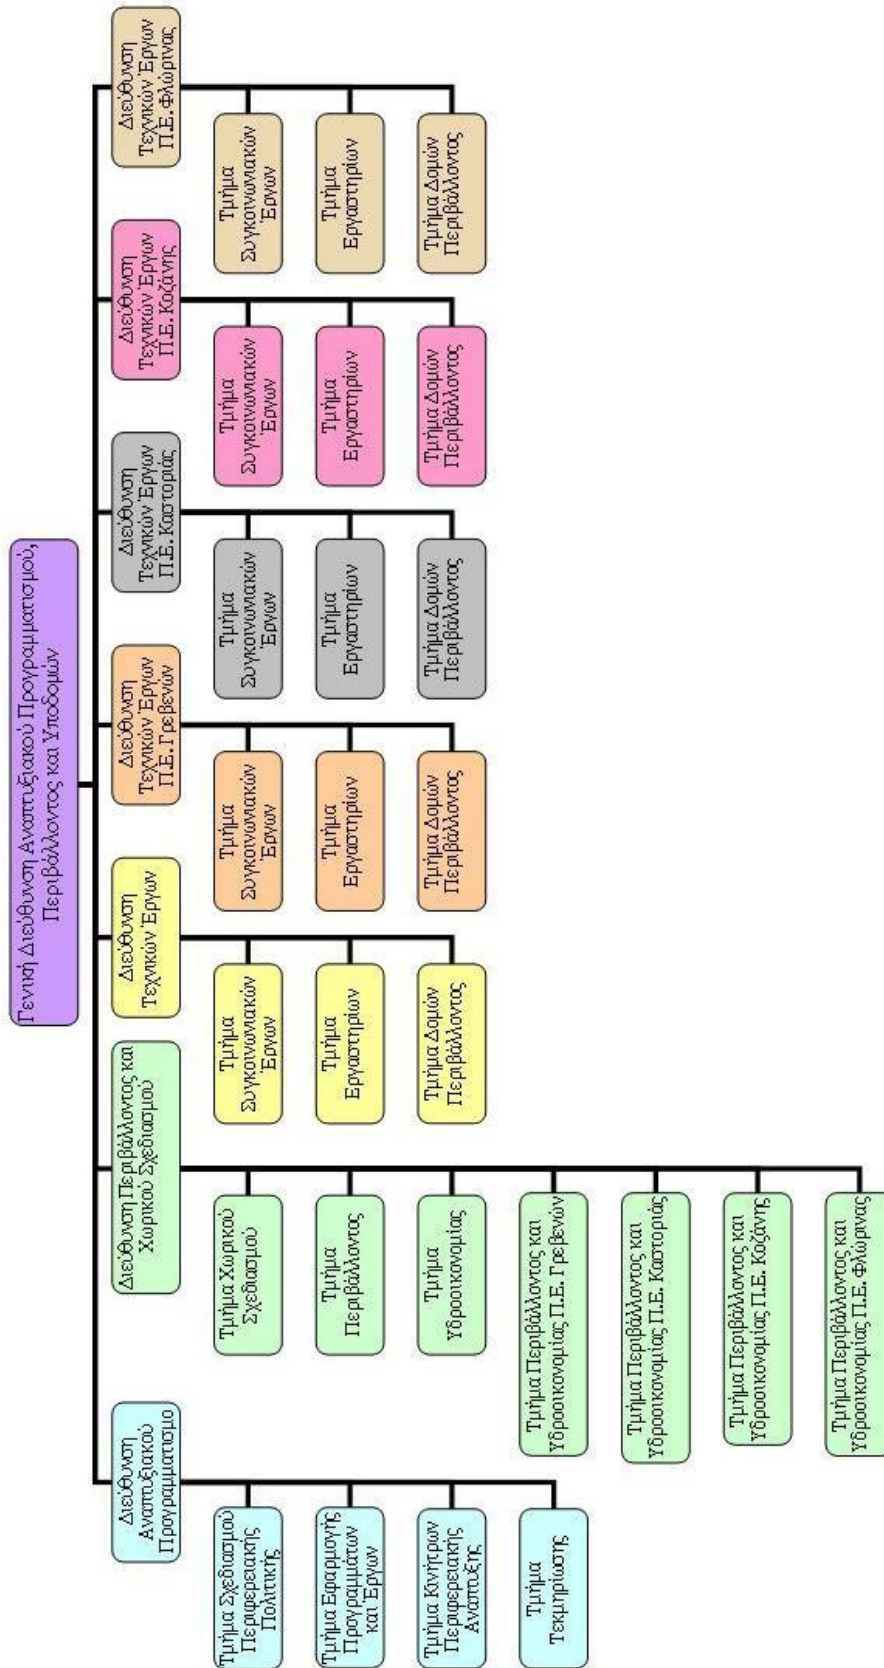 Γενική Διεύθυνση Αναπτυξιακού Προγραμματισμού,
Περιβάλλοντος και Υποδομών
Διεύθυνση
Αναπτυξιακού
Προγραμματισμο
Τμήμα Σχεδιασμού
Περιφερειακής
Πολιτικής
Τμήμα Εφαρμογής
Προγραμμάτων
και Έργων
Τμήμα Κινήτρων
Περιφερειακής
Ανάπτυξης
Τμήμα
Τεκμηρίωσης
Διεύθυνση Περιβάλλοντος και
Χωρικού Σχεδιασμού
Τμήμα Χωρικού
Σχεδιασμού
Τμήμα
Περιβάλλοντος
Τμήμα
Υδροοικονομίας
Τμήμα Περιβάλλοντος και
Υδροοικονομίας Π.Ε. Γρεβενών
Τμήμα Περιβάλλοντος και
Υδροοικονομίας Π.Ε. Καστοριάς
Τμήμα Περιβάλλοντος και
Υδροοικονομίας Π.Ε. Κοζάνης
Τμήμα Περιβάλλοντος και
Υδροοικονομίας Π.Ε. Φλώρινας
Διεύθυνση
Τεχνικών Έργων
Τμήμα
Συγκοινωνιακών
Έργων
Τμήμα
Εργαστηρίων
Τμήμα Δομών
Περιβάλλοντος
Διεύθυνση
Τεχνικών Έργων
Π.Ε. Γρεβενών
Τμήμα
Συγκοινωνιακών
Έργων
Τμήμα
Εργαστηρίων
Τμήμα Δομών
Περιβάλλοντος
Διεύθυνση
Τεχνικών Έργων
Π.Ε. Καστοριάς
Τμήμα
Συγκοινωνιακών
Έργων
Τμήμα
Εργαστηρίων
Τμήμα Δομών
Περιβάλλοντος
Διεύθυνση
Τεχνικών Έργων
Π.Ε. Κοζάνης
Τμήμα
Συγκοινωνιακών
Έργων
Τμήμα
Εργαστηρίων
Τμήμα Δομών
Περιβάλλοντος
Διεύθυνση
Τεχνικών Έργων
Π.Ε. Φλώρινας
Τμήμα
Συγκοινωνιακών
Έργων
Τμήμα
Εργαστηρίων
Τμήμα Δομών
Περιβάλλοντος